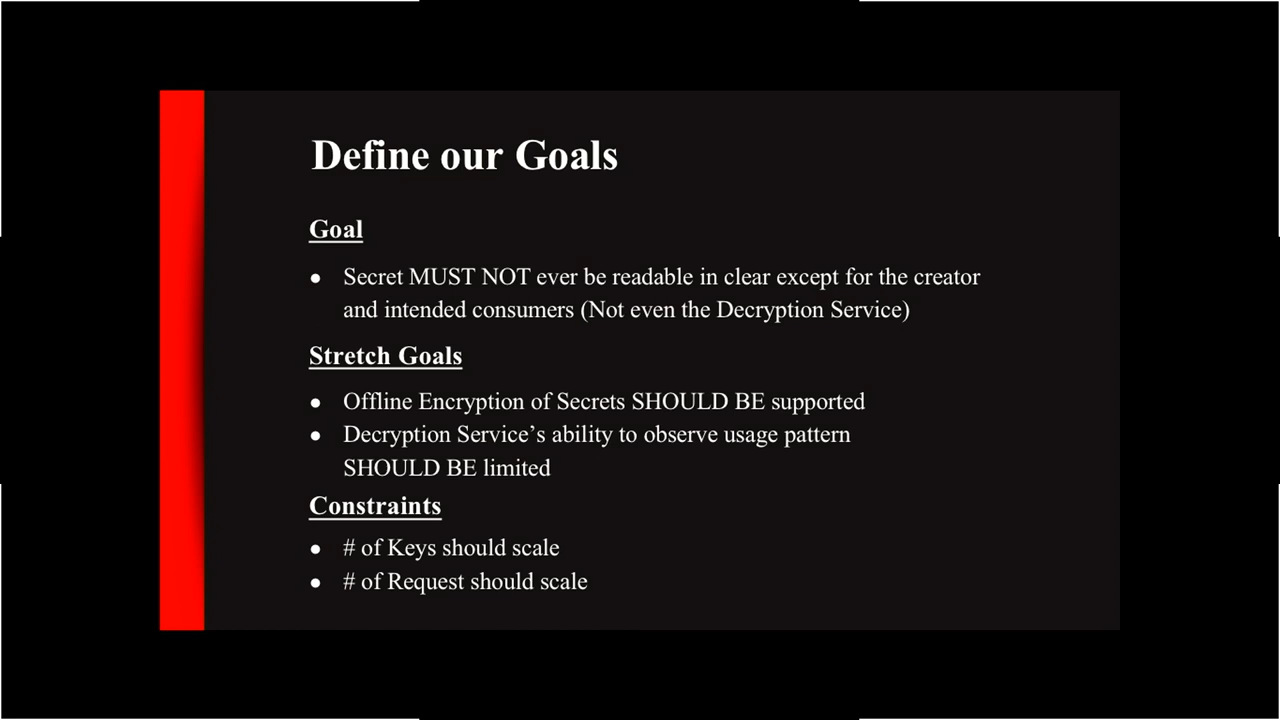 Define our Goals
Goal
● Secret MUST NOT ever be readable in clear except for the creator
and intended consumers (Not even the Decryption Service)
Stretch Goals
● Offline Encryption of Secrets SHOULD BE supported
● Decryption Service’s ability to observe usage pattern
SHOULD BE limited
Constraints
● # of Keys should scale
● # of Request should scale